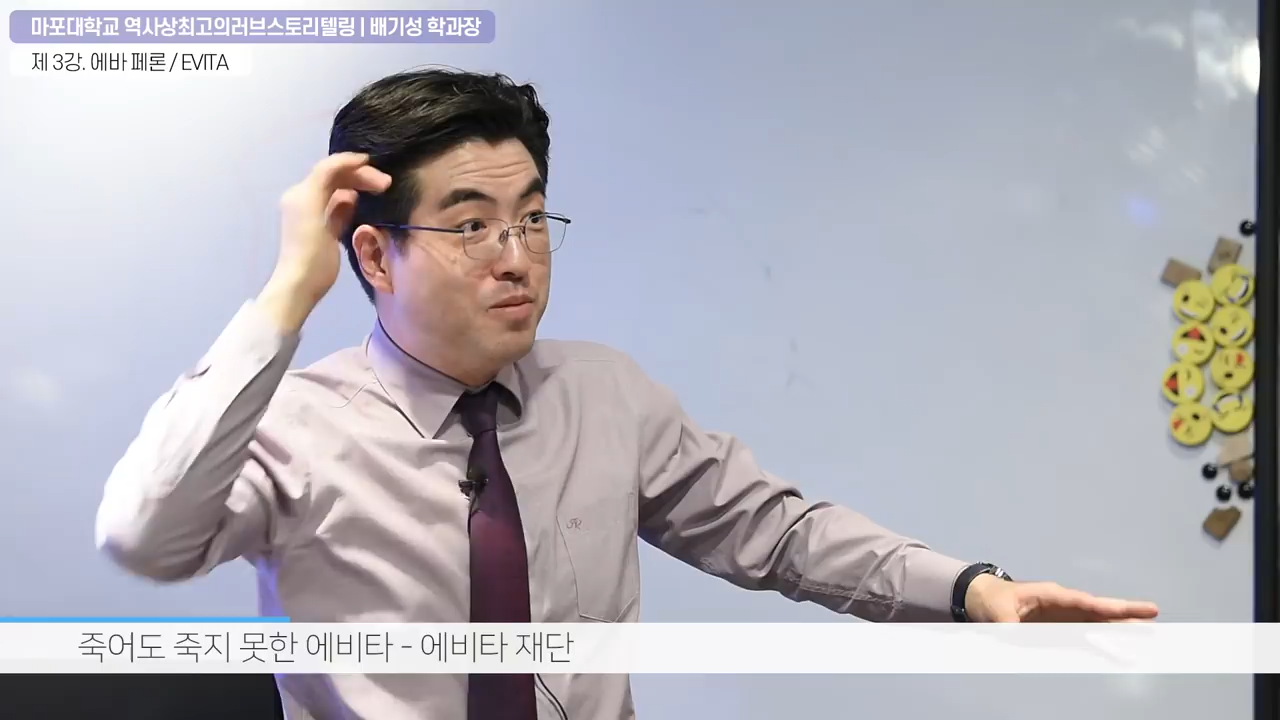 마포대학교 역사상최고의러브스토리텔링 | 배기성 학과장
제 3강. 에바 페론 / EVITA
죽어도 죽지 못한 에비타 - 에비타 재단